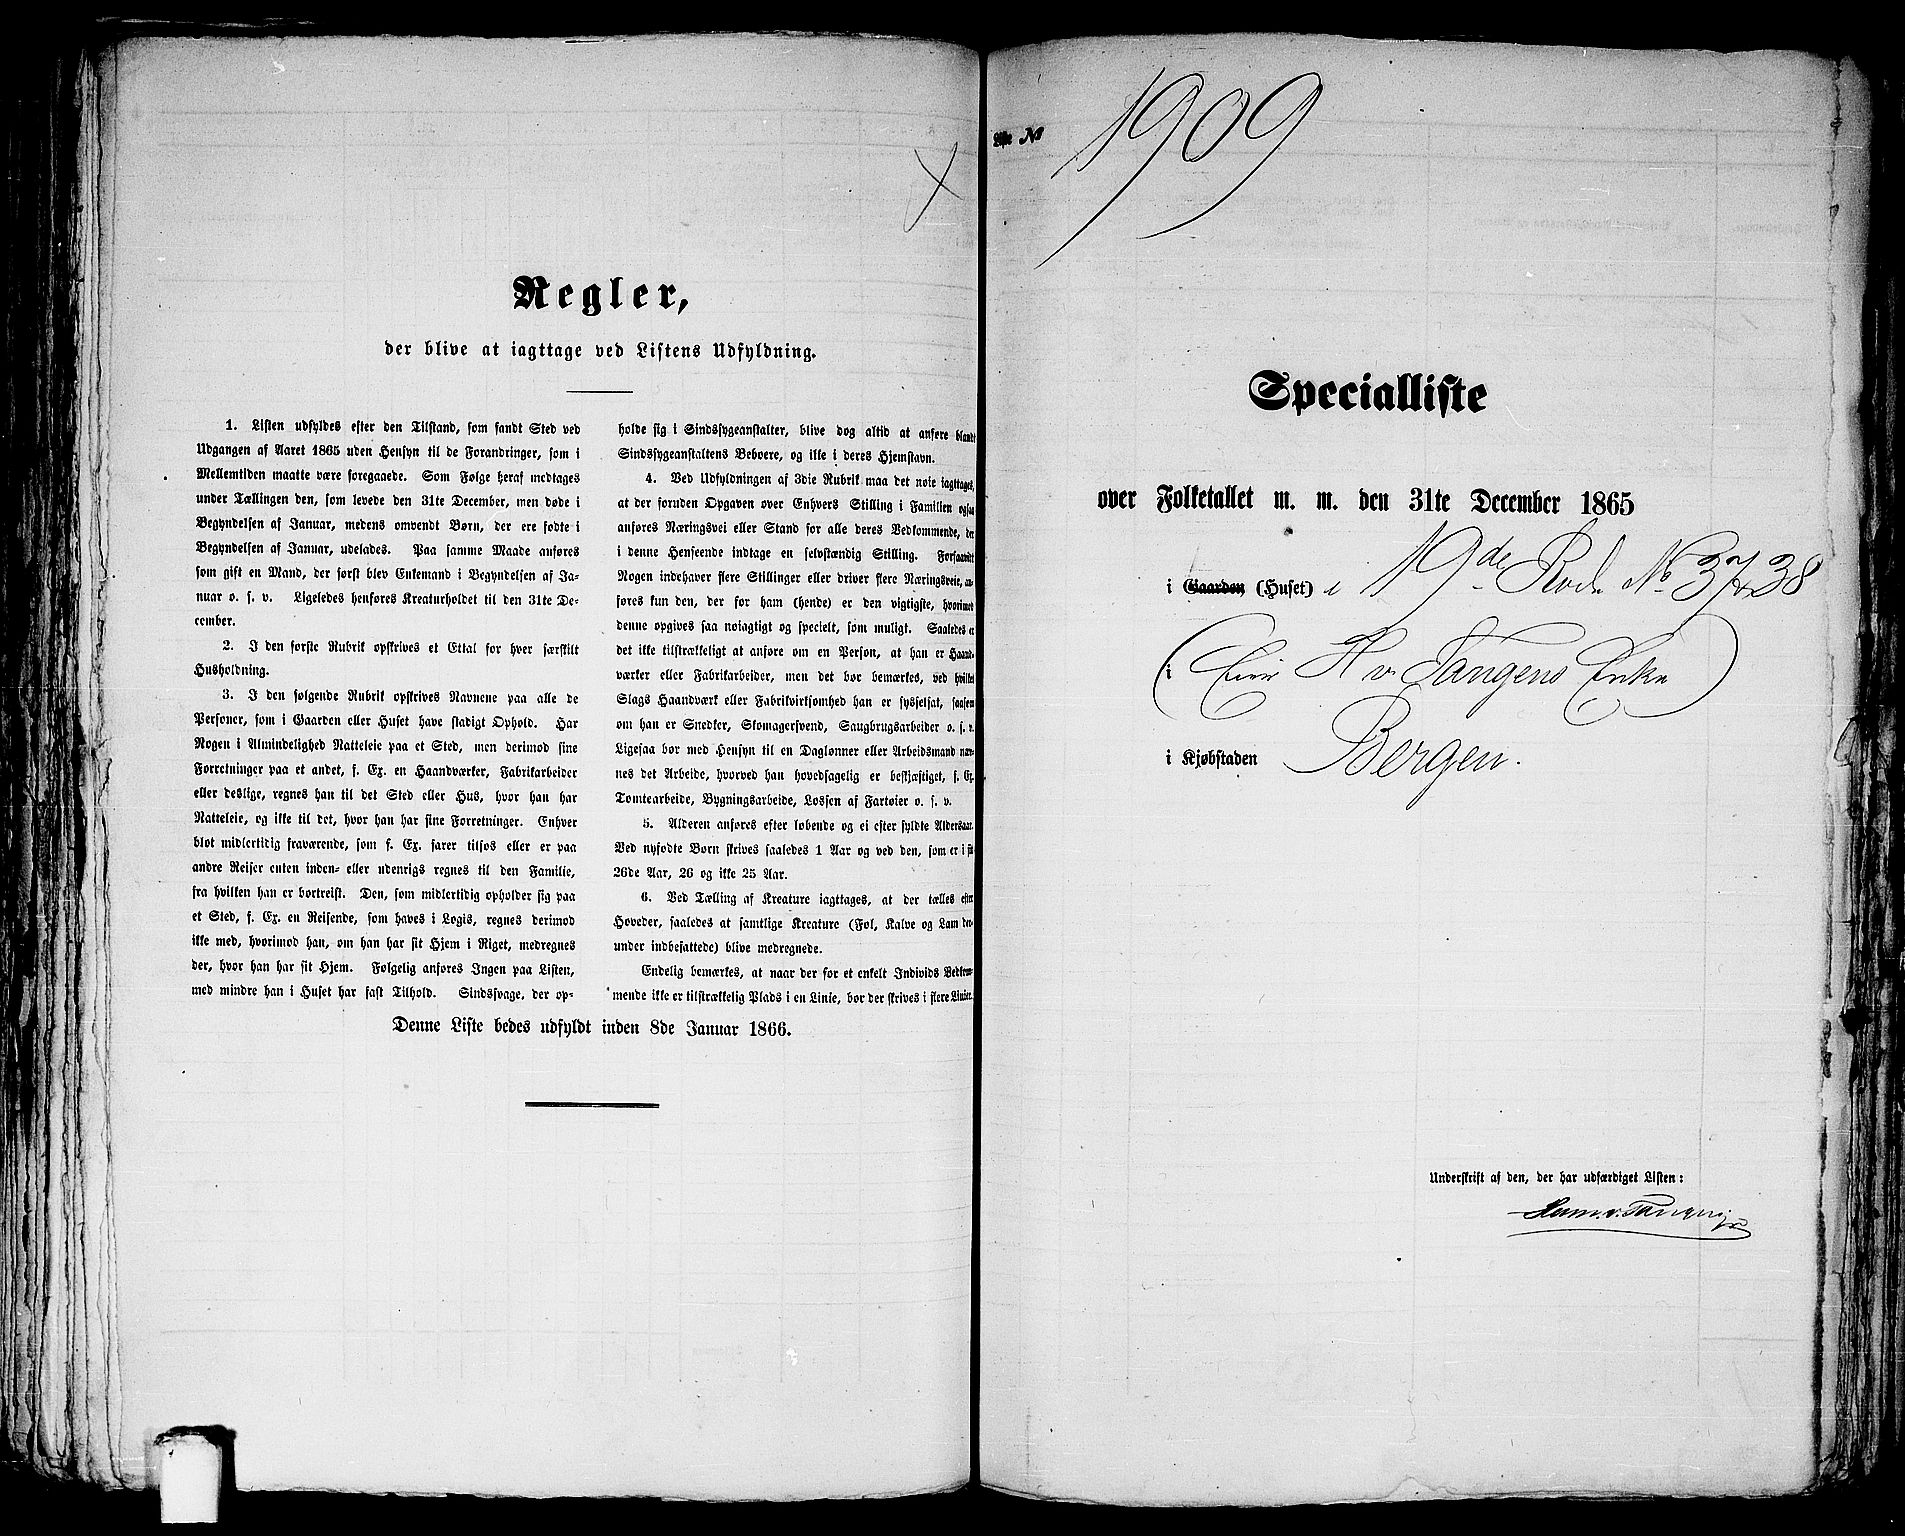 Regler,
der blive at iagttage ved Listens Udfyldning.
1. Listen udfyldes efter den Tilstand, som fandt Sted ved
Udgangen af Aaret 1865 uden Hensyn til de Forandringer, som i
Mellemtiden maatte være foregaaede. Som Følge heraf medtages
under Tællingen den, som levede den 31te December, men døde i
Begyndelsen af Januar, medens omvendt Børn, der ere fødte i
Begyndelsen af Januar, udelades. Paa samme Maade anføres
som gift en Mand, der først blev Enkemand i Begyndelsen af Ja-
nuar o. s. v. Ligeledes henføres Kreaturholdet til den 31te De-
cember.
2. I den første Rubrik opskrives et Ettal for hver særskilt
Husholdning.
3. I den følgende Rubrik opskrives Navnene paa alle de
Personer, som i Gaarden eller Huset have stadigt Ophold. Har
Nogen i Almindelighed Natteleie paa et Sted, men derimod sine
Forretninger paa et andet, f. Ex. en Haandværker, Fabrikarbeider
eller deslige, regnes han til det Sted eller Hus, hvor han har
Natteleie, og ikke til det, hvor han har sine Forretninger. Enhver
blot midlertidig fraværende, som f. Ex. farer tilsøs eller er paa
andre Reiser enten inden- eller udenrigs regnes til den Familie,
fra hvilken han er bortreist. Den, som midlertidig opholder sig paa
et Sted, f. Ex. en Reisende, som haves i Logis, regnes derimod
ikke med, hvorimod han, om han har sit Hjem i Riget, medregnes
der, hvor han har sit Hjem. Følgelig anføres Ingen paa Listen,
med mindre han i Huset har fast Tilhold. Sindssvage, der op-
holde sig i Sindssygeanstalter, blive dog altid at anføre blandt
Sindssygeanstaltens Beboere, og ikke i deres Hjemstavn.
4. Ved Udfyldningen af 3die Rubrik maa det nøie iagttages,
at der foruden Opgaven over Enhvers Stilling i Familien ogsaa
anføres Næringsvei eller Stand for alle deres Vedkommende, der
i denne Henseende indtage en selvstændig Stilling. Forsaavidt
Nogen indehaver flere Stillinger eller driver flere Næringsveie, an-
føres kun den, der for ham (hende) er den vigtigste, hvorimod
denne opgives saa nøiagtigt og specielt, som muligt. Saaledes er
det ikke tilstrækkeligt at anføre om en Person, at han er Haand-
værker eller Fabrikarbeider, men det bør bemærkes, ved hvilket
Slags Haandværk eller Fabrikvirksomhed han er sysselsat, saasom
om han er Snedker, Skomagersvend, Saugbrugsarbeider o. s. v.
Ligesaa bør med Hensyn til en Daglønner eller Arbeidsmand næv-
nes det Arbeide, hvorved han hovedsagelig er beskjæftiget, f. Ex.
Tomtearbeide, Bygningsarbeide, Lossen af Fartøier o. s. v.
5. Alderen anføres efter løbende og ei efter fyldte Aldersaar.
Ved nyfødte Børn skrives saaledes 1 Aar og ved den, som er i sit
26de Aar, 26 og ikke 25 Aar.
6. Ved Tælling af Kreature iagttages, at der tælles efter
Hoveder, saaledes at samtlige Kreature (Føl, Kalve og Lam der-
under indbefattede) blive medregnede.
Endelig bemærkes, at naar der for et enkelt Individs Vedkom-
mende ikke er tilstrækkelig Plads i en Linie, bør der skrives i flere Linier.
Denne Liste bedes udfyldt inden 8de Januar 1866.
Liste No 1909
Specialliste
over Folketallet m. m. den 31te December 1865
i Gaarden (Huset) i 19de Rode No 37 38
i Eier H v. Tangens Enke
i Kjøbstaden Bergen.
Underskrift af den, der har udfærdiget Listen: